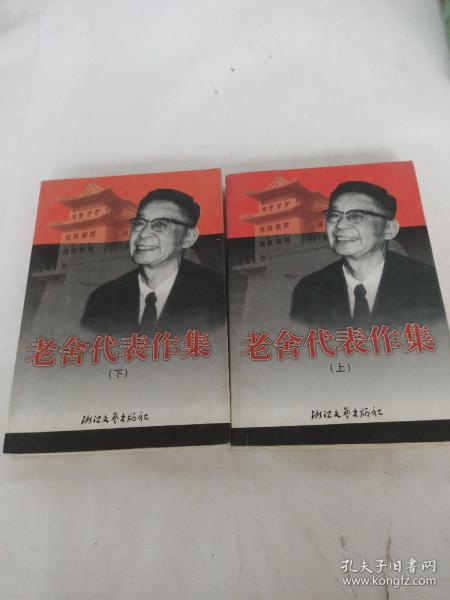 老舍代表作集
(下)
浙江文艺出版社
老舍代表作集
(上)
浙江文艺出版社
孔夫子旧书网
www.kongfz.com